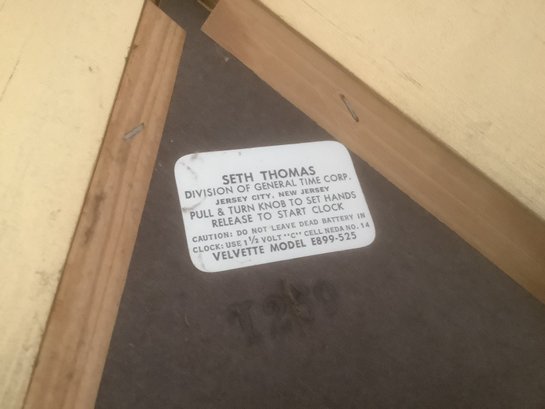 SETH THOMAS
DIVISION OF GENERAL TIME CORP.
JERSEY CITY, NEW JERSEY
PULL & TURN KNOB TO SET HANDS
RELEASE TO START CLOCK
CAUTION: DO NOT LEAVE DEAD BATTERY IN
CLOCK: USE 1½ VOLT "C" CELL NEDA NO. 14
VELVETTE MODEL E899-525